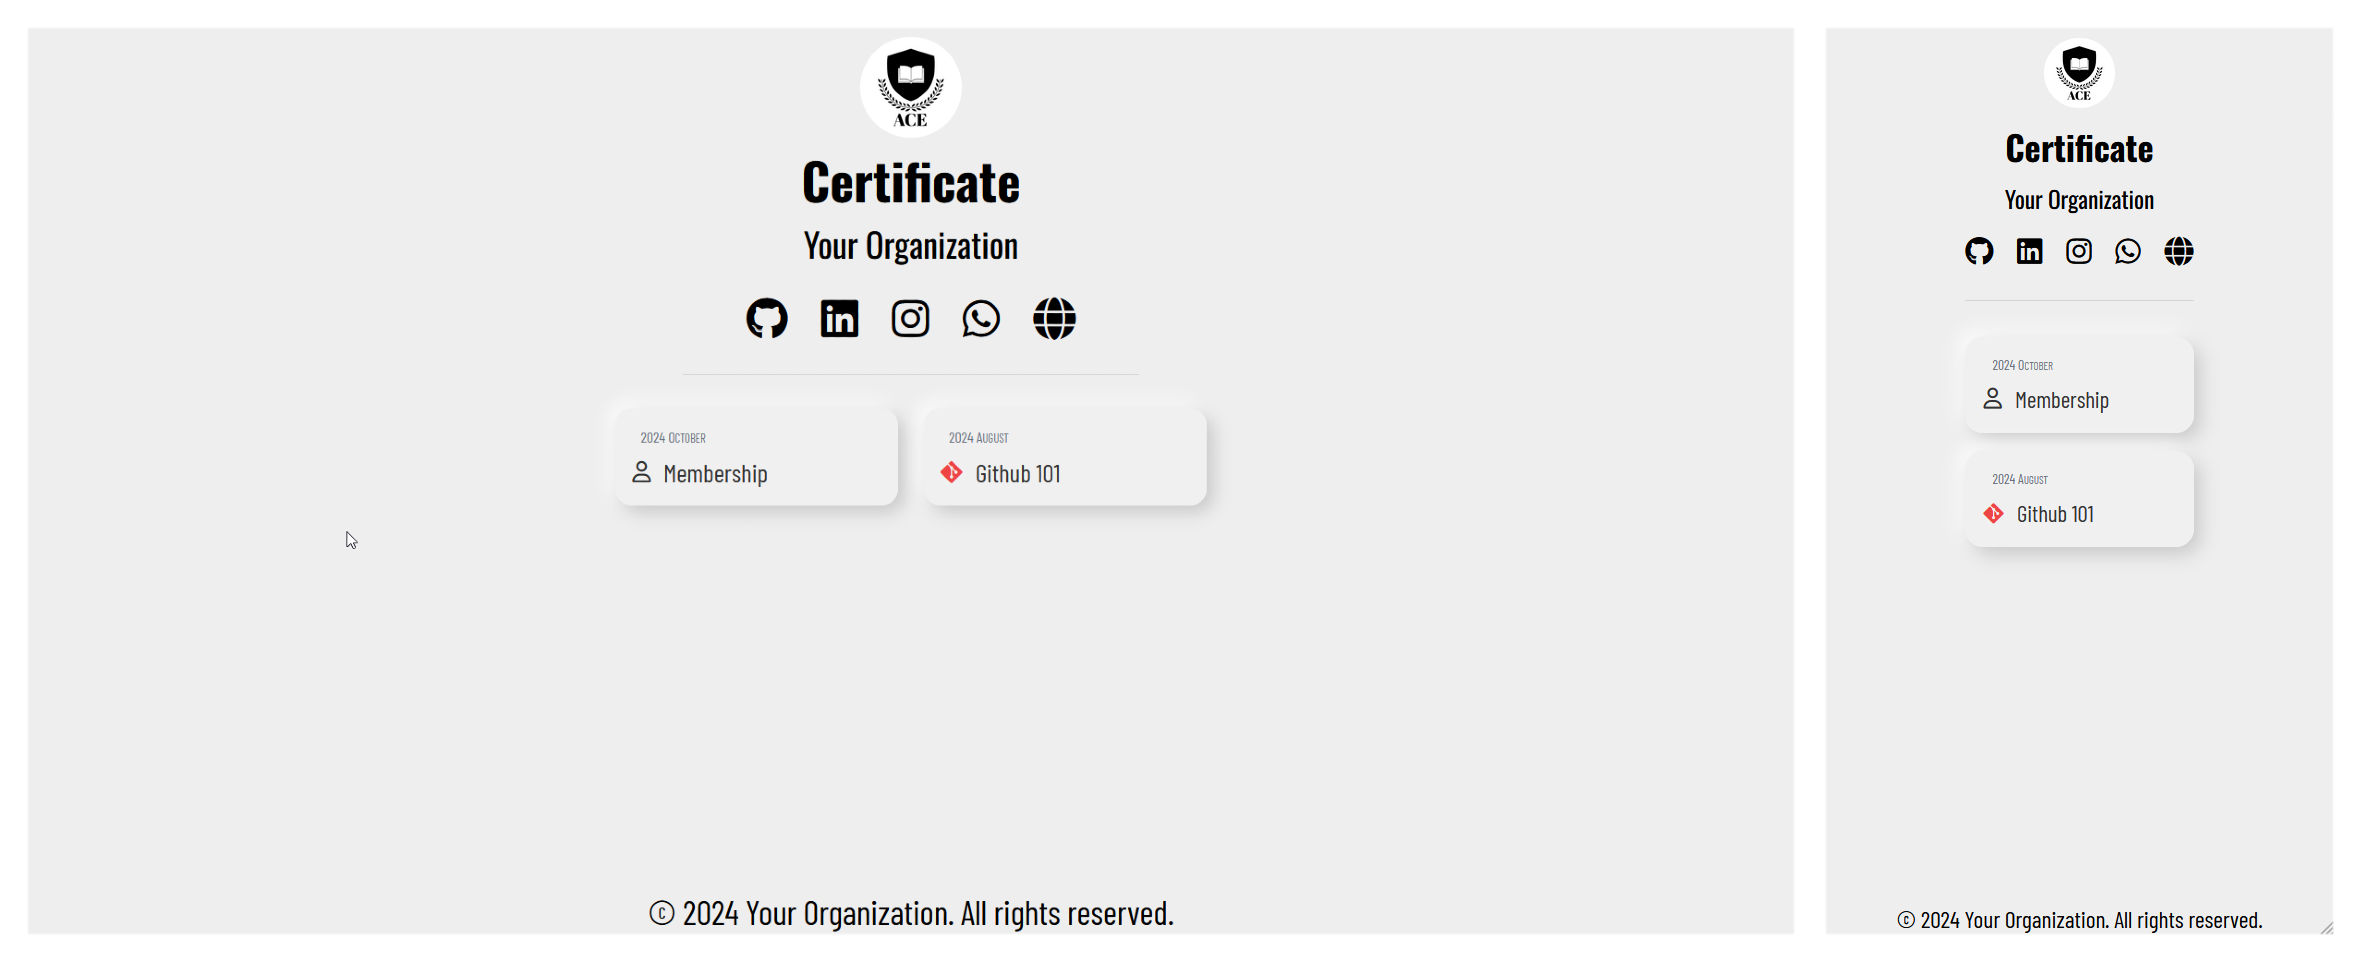 ACE
Certificate
Your Organization
2024 October
Membership
2024 August
Github 101
© 2024 Your Organization. All rights reserved.
ACE
Certificate
Your Organization
2024 October
Membership
2024 August
Github 101
© 2024 Your Organization. All rights reserved.